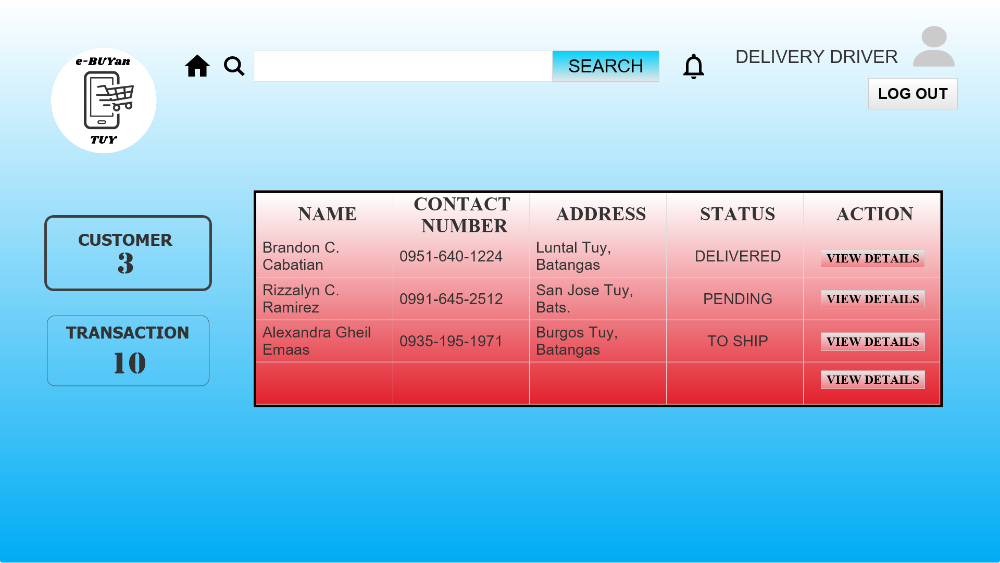 e-BUYan
TUY
SEARCH
DELIVERY DRIVER
LOG OUT
CUSTOMER
3
TRANSACTION
10
NAME
CONTACT
NUMBER
ADDRESS
STATUS
ACTION
Brandon C.
Cabatian
0951-640-1224
Luntal Tuy,
Batangas
DELIVERED
VIEW DETAILS
Rizzalyn C.
Ramirez
0991-645-2512
San Jose Tuy,
Bats.
PENDING
VIEW DETAILS
Alexandra Gheil
Emaas
0935-195-1971
Burgos Tuy,
Batangas
TO SHIP
VIEW DETAILS
VIEW DETAILS